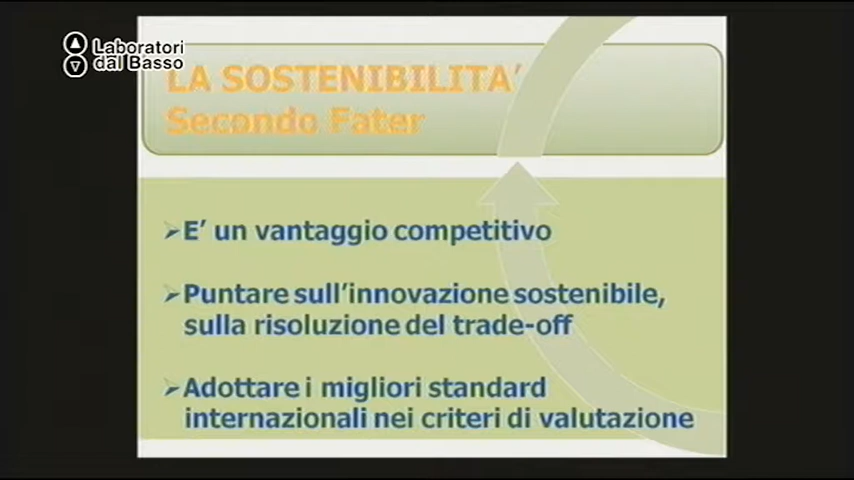 Laboratori
dal Basso
LA SOSTENIBILITA’
Secondo Fater
E’ un vantaggio competitivo
Puntare sull’innovazione sostenibile,
sulla risoluzione del trade-off
Adottare i migliori standard
internazionali nei criteri di valutazione